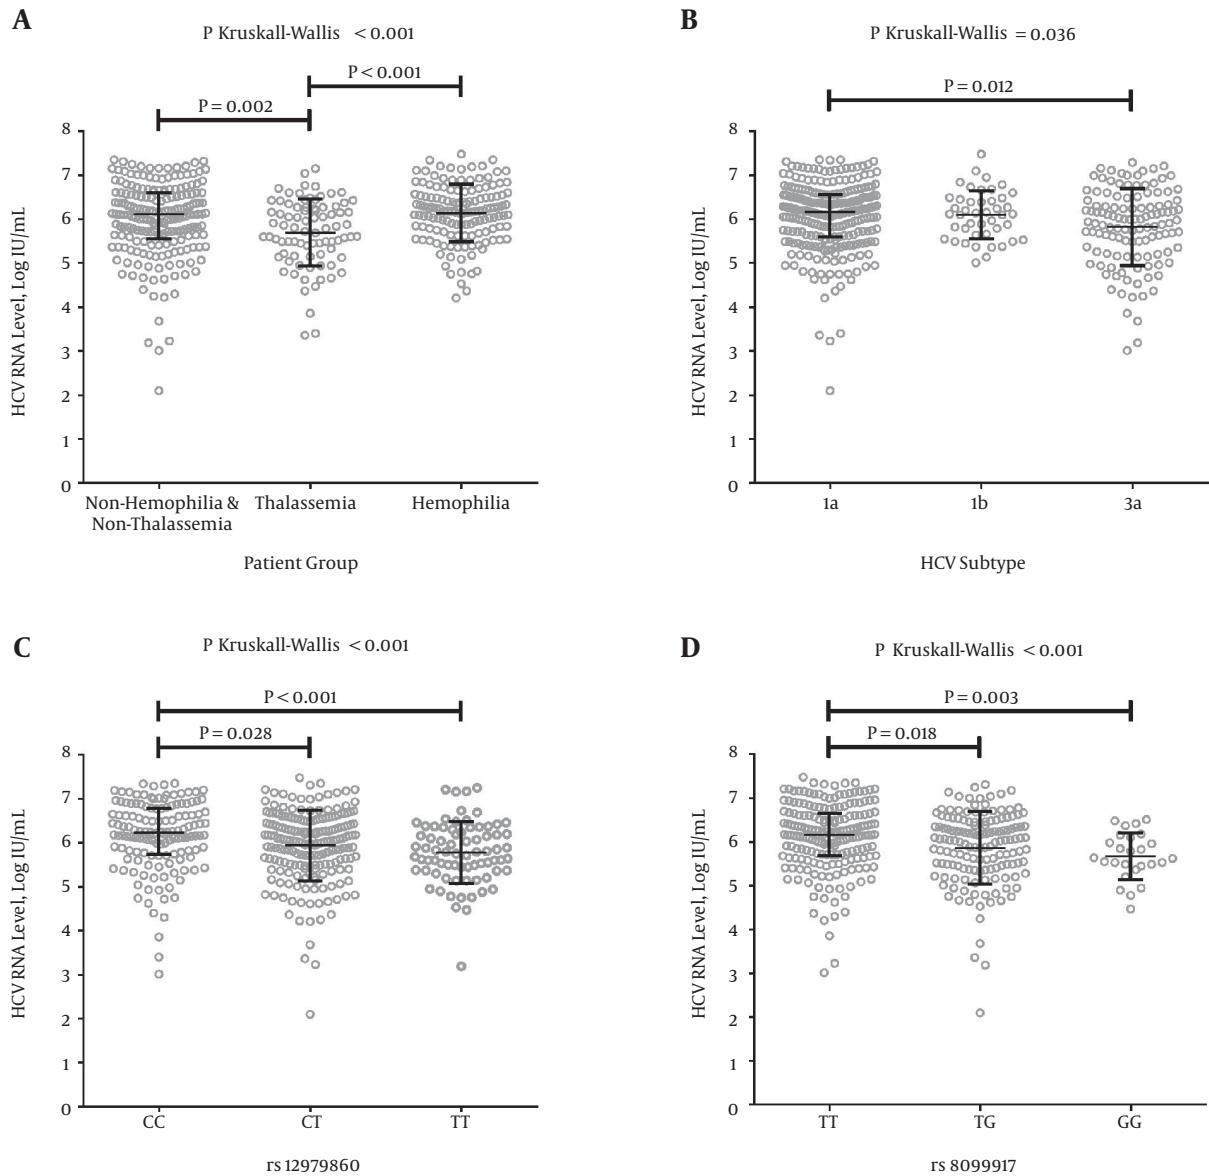 A
P Kruskall-Wallis < 0.001
P < 0.001
P = 0.002
8
7
6
5
4
3
2
1
0
HCV RNA Level, Log IU/mL
Non-Hemophilia &
Non-Thalassemia
Thalassemia
Hemophilia
Patient Group
B
P Kruskall-Wallis = 0.036
P = 0.012
8
7
6
5
4
3
2
1
0
HCV RNA Level, Log IU/mL
1a
1b
3a
HCV Subtype
C
P Kruskall-Wallis < 0.001
P < 0.001
P = 0.028
8
7
6
5
4
3
2
1
0
HCV RNA Level, Log IU/mL
CC
CT
TT
rs 12979860
D
P Kruskall-Wallis < 0.001
P = 0.003
P = 0.018
8
7
6
5
4
3
2
1
0
HCV RNA Level, Log IU/mL
TT
TG
GG
rs 8099917